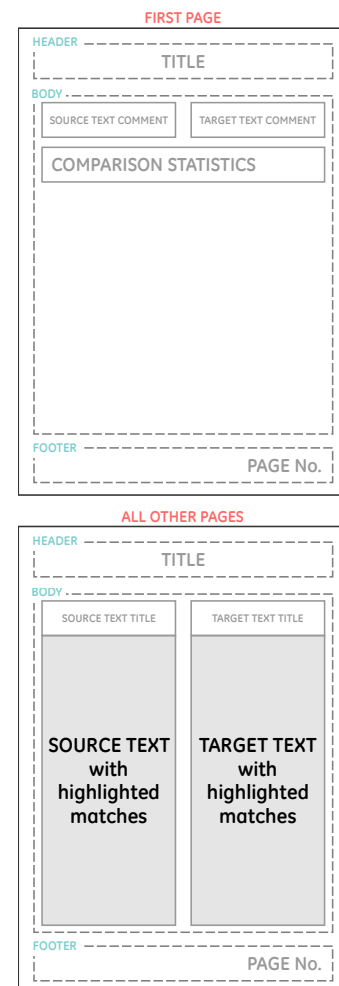 FIRST PAGE
HEADER
TITLE
BODY
SOURCE TEXT COMMENT
TARGET TEXT COMMENT
COMPARISON STATISTICS
FOOTER
PAGE No.
ALL OTHER PAGES
HEADER
TITLE
BODY
SOURCE TEXT TITLE
TARGET TEXT TITLE
SOURCE TEXT
with
highlighted
matches
TARGET TEXT
with
highlighted
matches
FOOTER
PAGE No.